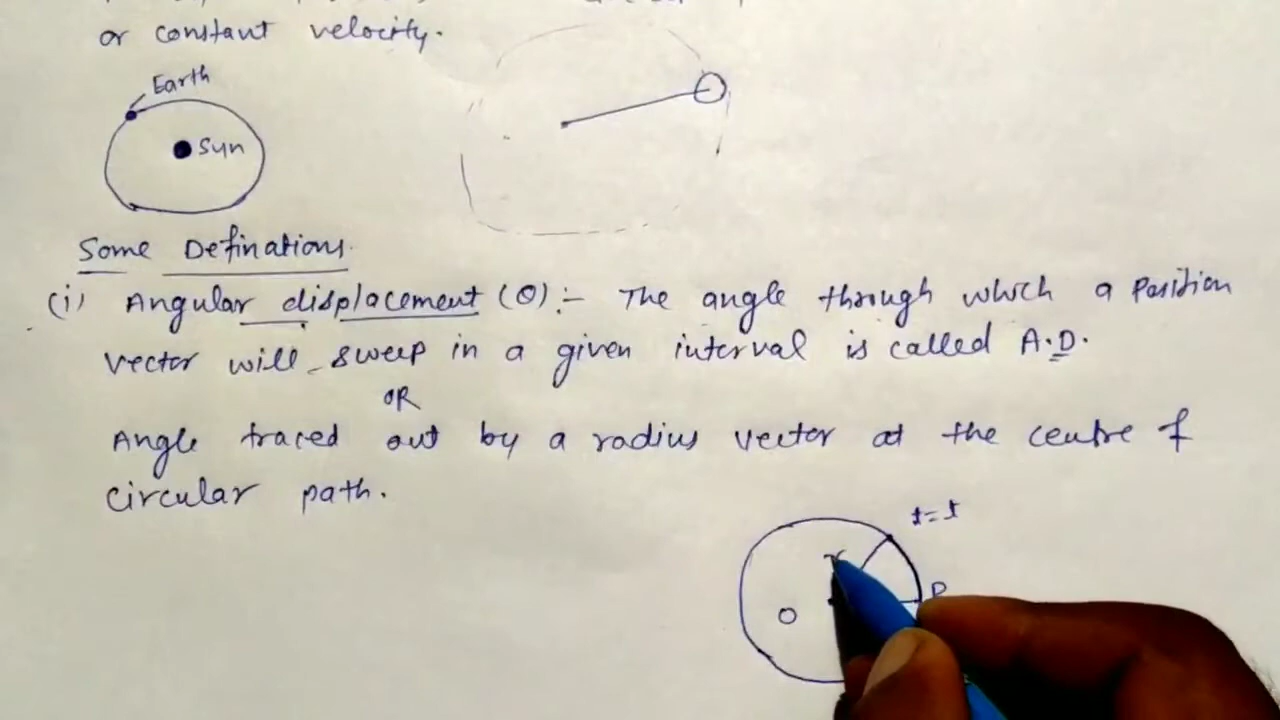 or constant velocity.
Earth
Sun
Some Definations.
(i) Angular displacement (θ) :- The angle through which a Position
vector will sweep in a given interval is called A.D.
OR
Angle traced out by a radius vector at the centre of
circular path.
t=t
r
P
O